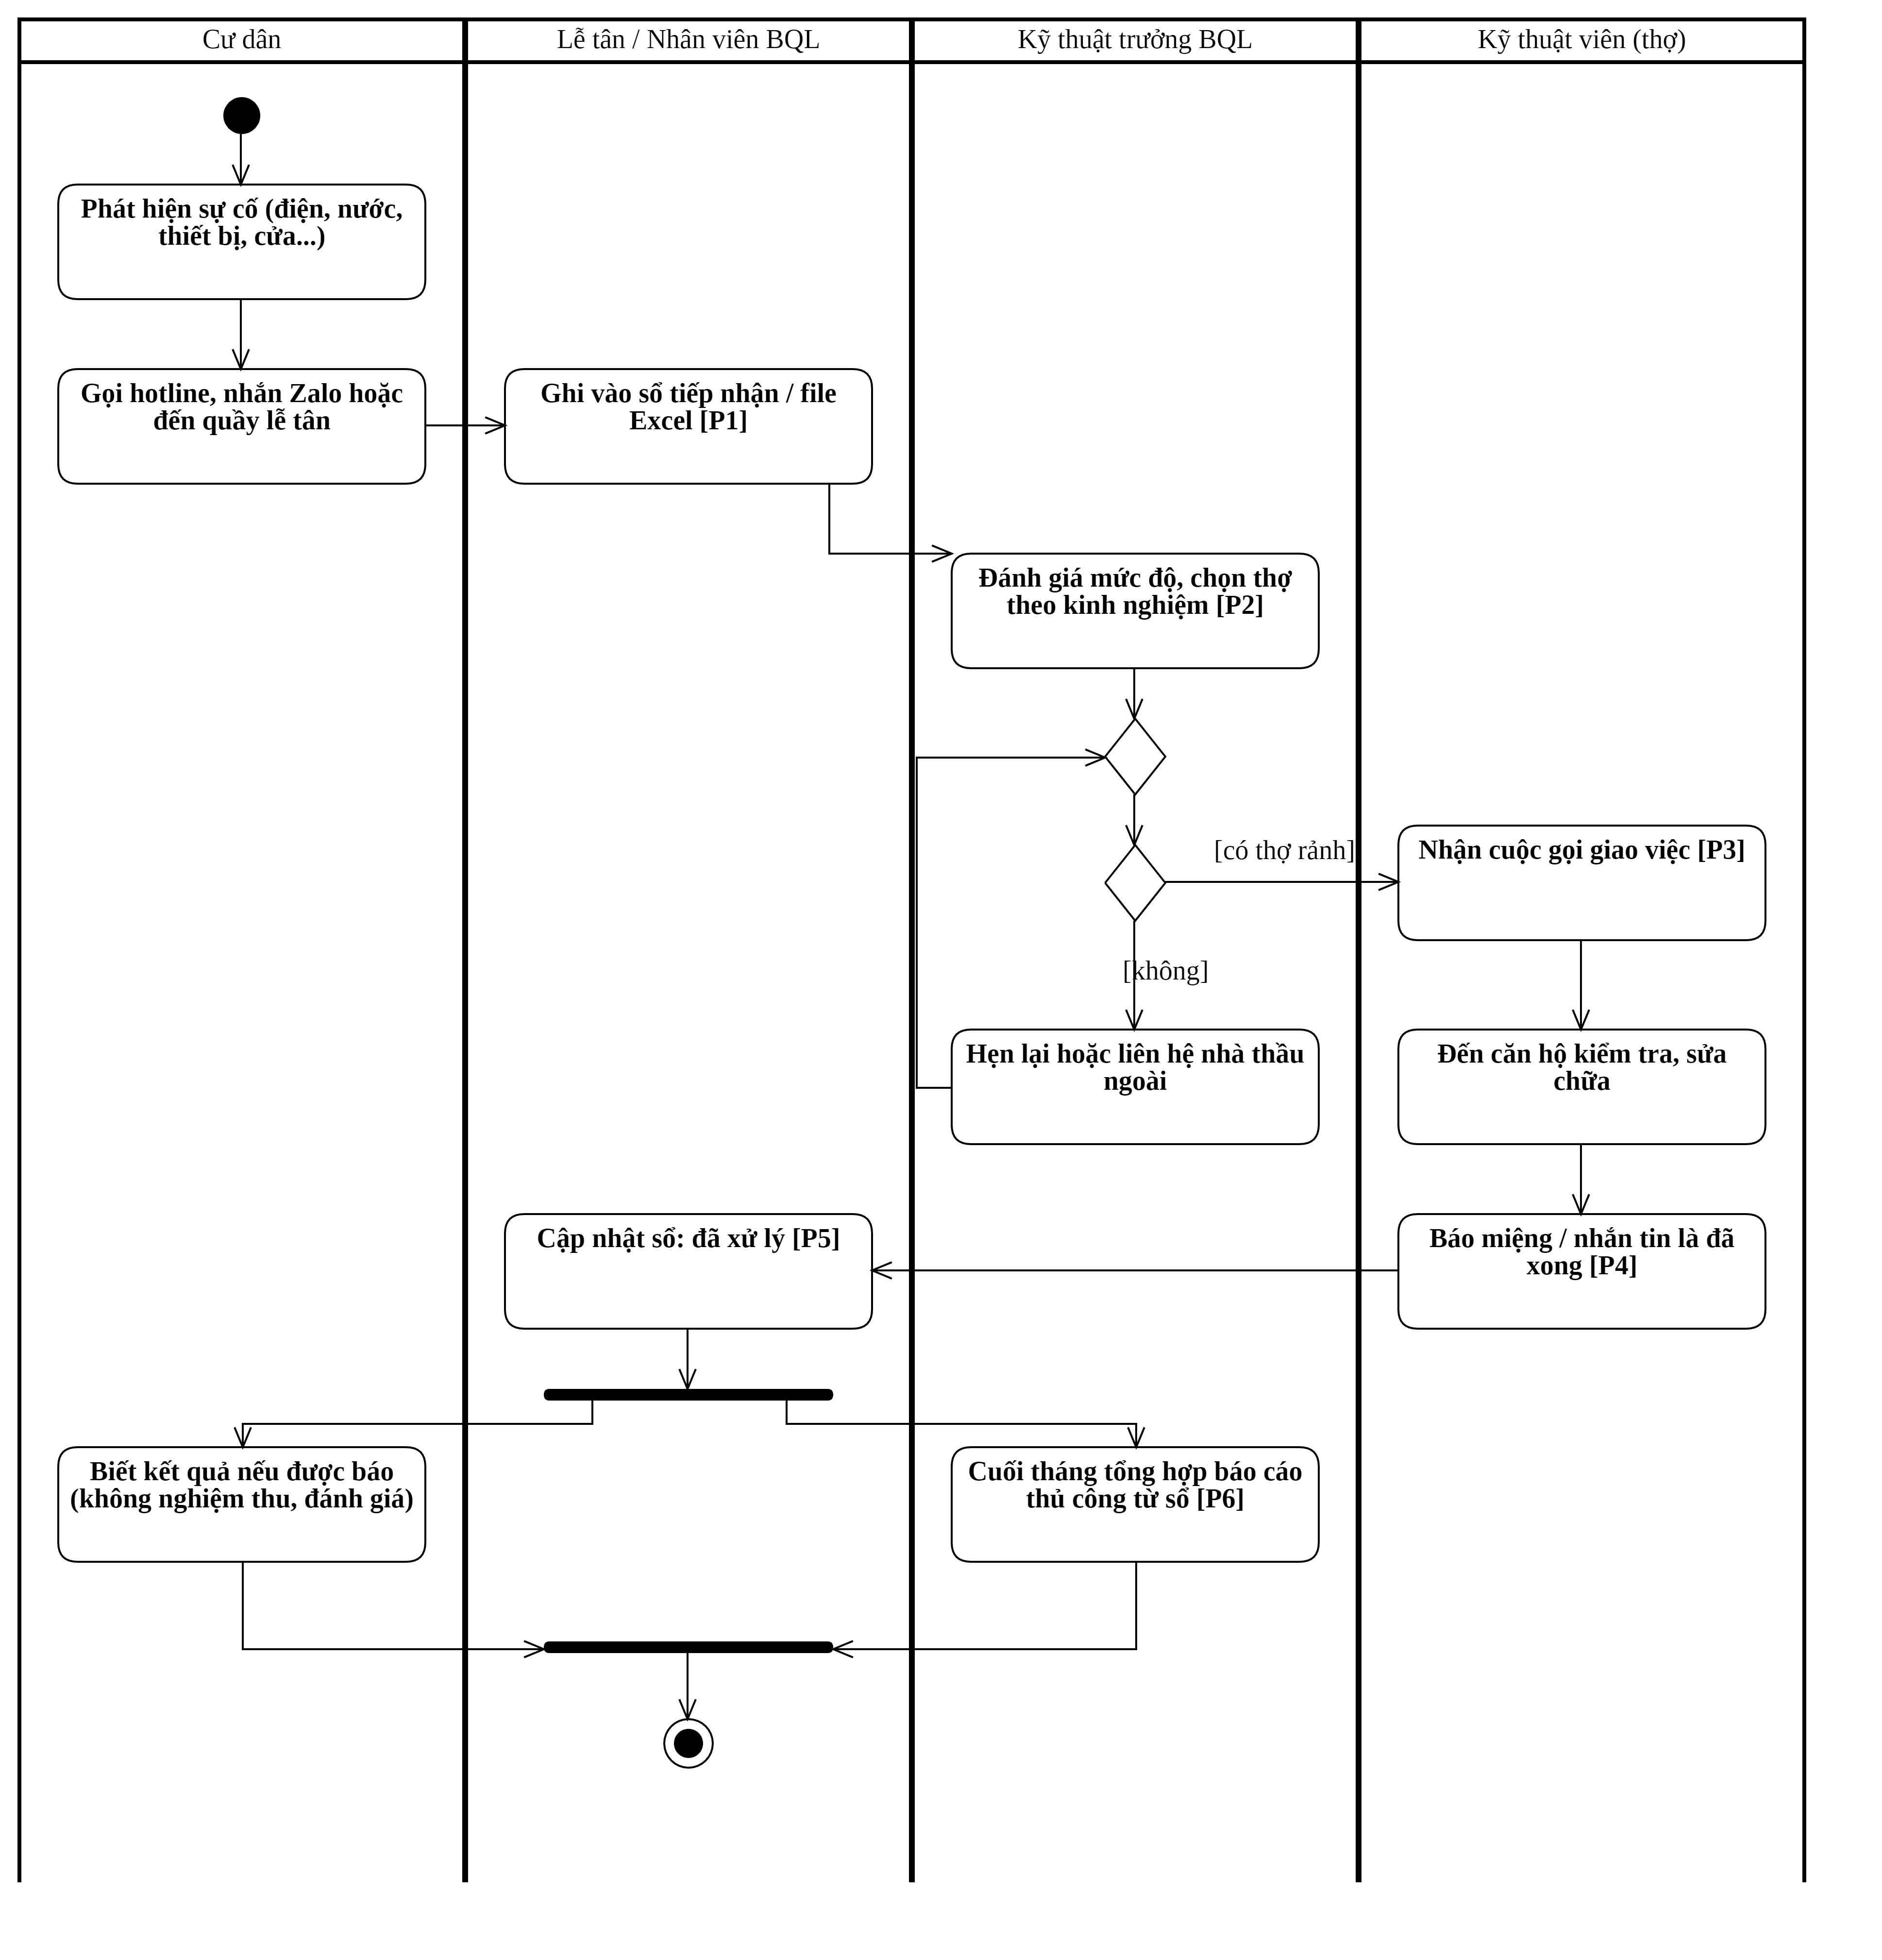 Cư dân
Lễ tân / Nhân viên BQL
Kỹ thuật trưởng BQL
Kỹ thuật viên (thợ)
Phát hiện sự cố (điện, nước,
thiết bị, cửa...)
Gọi hotline, nhắn Zalo hoặc
đến quầy lễ tân
Ghi vào sổ tiếp nhận / file
Excel [P1]
Đánh giá mức độ, chọn thợ
theo kinh nghiệm [P2]
[có thợ rảnh]
Nhận cuộc gọi giao việc [P3]
[không]
Hẹn lại hoặc liên hệ nhà thầu
ngoài
Đến căn hộ kiểm tra, sửa
chữa
Cập nhật sổ: đã xử lý [P5]
Báo miệng / nhắn tin là đã
xong [P4]
Biết kết quả nếu được báo
(không nghiệm thu, đánh giá)
Cuối tháng tổng hợp báo cáo
thủ công từ sổ [P6]